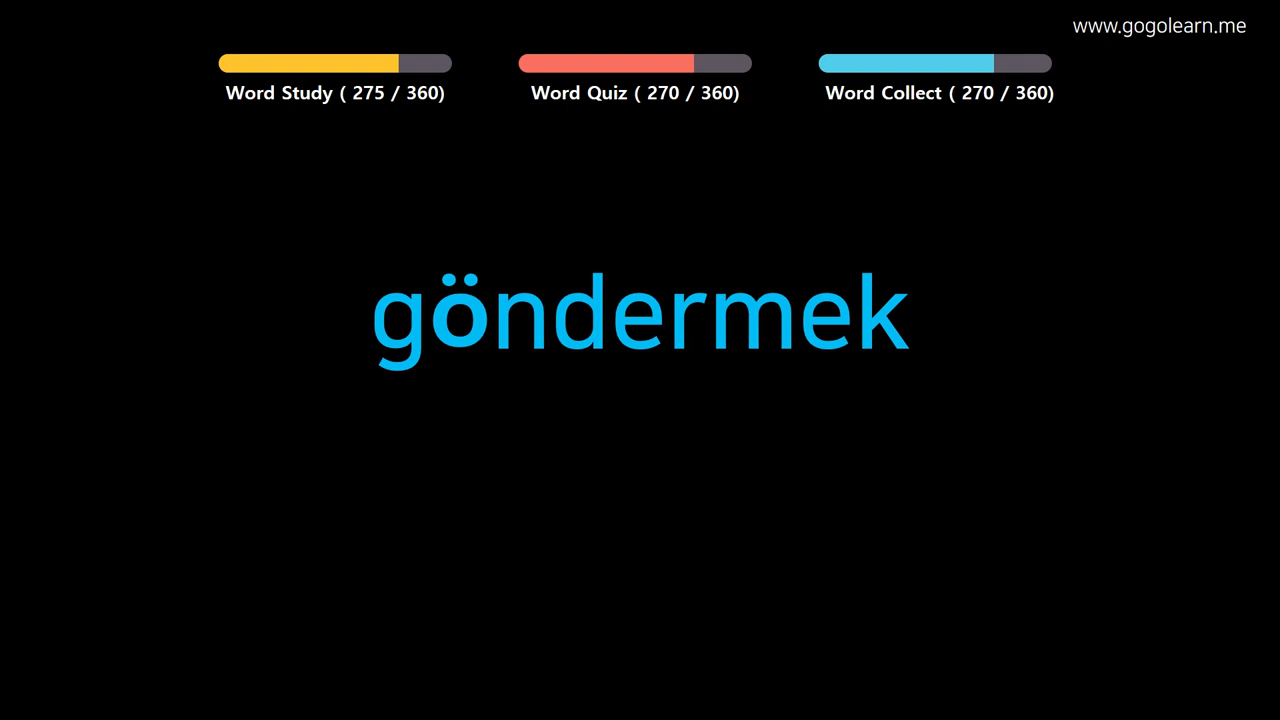 www.gogolearn.me
Word Study ( 275 / 360)
Word Quiz ( 270 / 360)
Word Collect ( 270 / 360)
göndermek